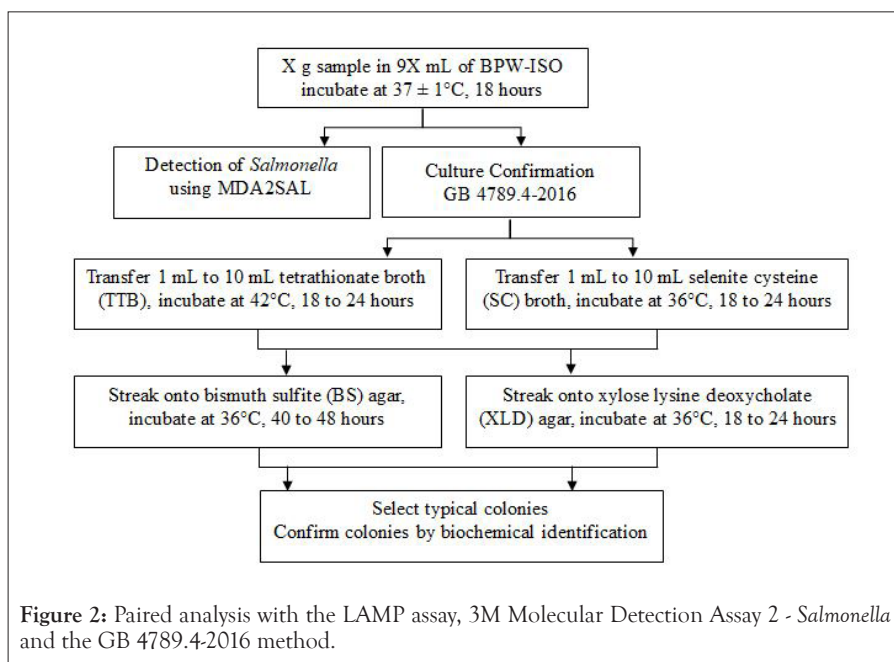 X g sample in 9X mL of BPW-ISO
incubate at 37 ± 1°C, 18 hours
Detection of Salmonella
using MDA2SAL
Culture Confirmation
GB 4789.4-2016
Transfer 1 mL to 10 mL tetrathionate broth
(TTB), incubate at 42°C, 18 to 24 hours
Transfer 1 mL to 10 mL selenite cysteine
(SC) broth, incubate at 36°C, 18 to 24 hours
Streak onto bismuth sulfite (BS) agar,
incubate at 36°C, 40 to 48 hours
Streak onto xylose lysine deoxycholate
(XLD) agar, incubate at 36°C, 18 to 24 hours
Select typical colonies
Confirm colonies by biochemical identification
Figure 2: Paired analysis with the LAMP assay, 3M Molecular Detection Assay 2 - Salmonella
and the GB 4789.4-2016 method.